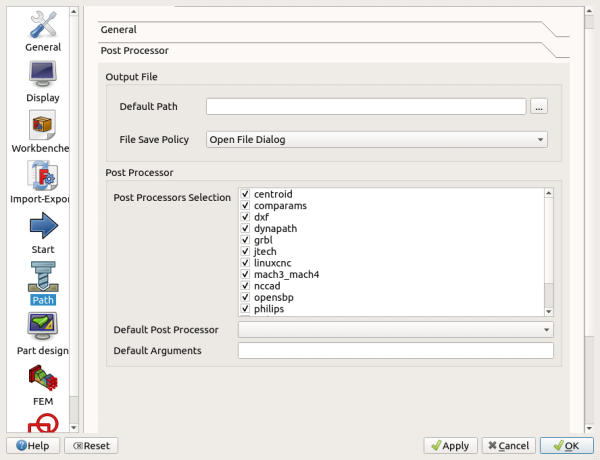 General
Display
Workbenche
Import-Expor
Start
Path
Part design
FEM
General
Post Processor
Output File
Default Path
...
File Save Policy
Open File Dialog
Post Processor
Post Processors Selection
centroid
comparams
dxf
dynapath
grbl
jtech
linuxcnc
mach3_mach4
nccad
opensbp
philips
Default Post Processor
Default Arguments
Help
Reset
Apply
Cancel
OK